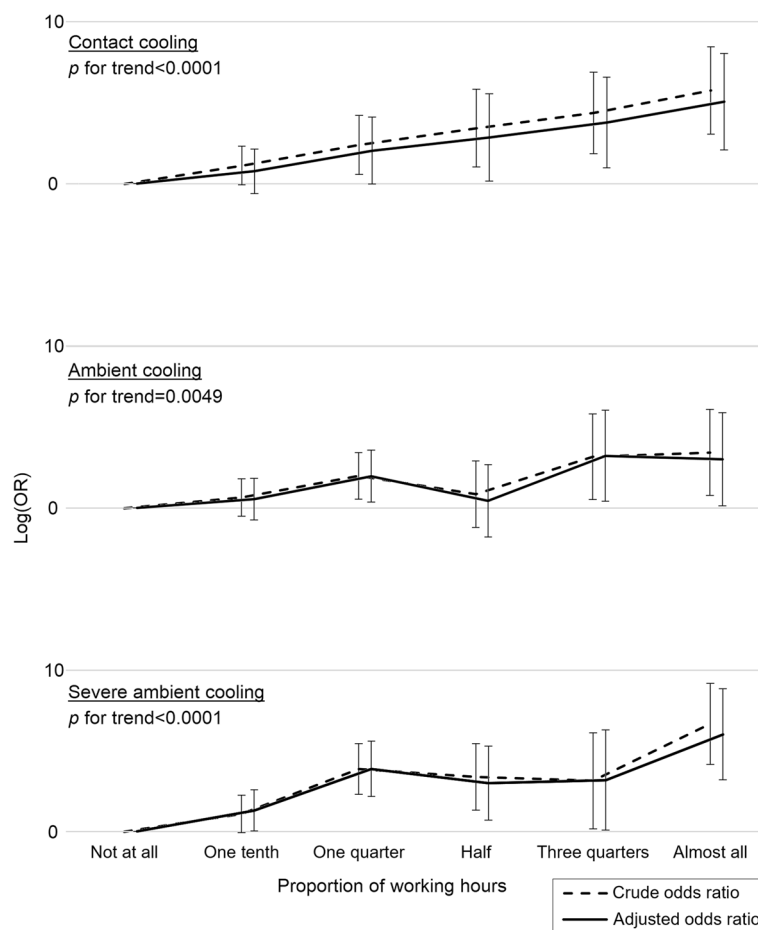 10
Contact cooling
p for trend<0.0001
0
10
Ambient cooling
p for trend=0.0049
0
Log(OR)
10
Severe ambient cooling
p for trend<0.0001
0
Not at all One tenth One quarter Half Three quarters Almost all
Proportion of working hours
Crude odds ratio
Adjusted odds ratio